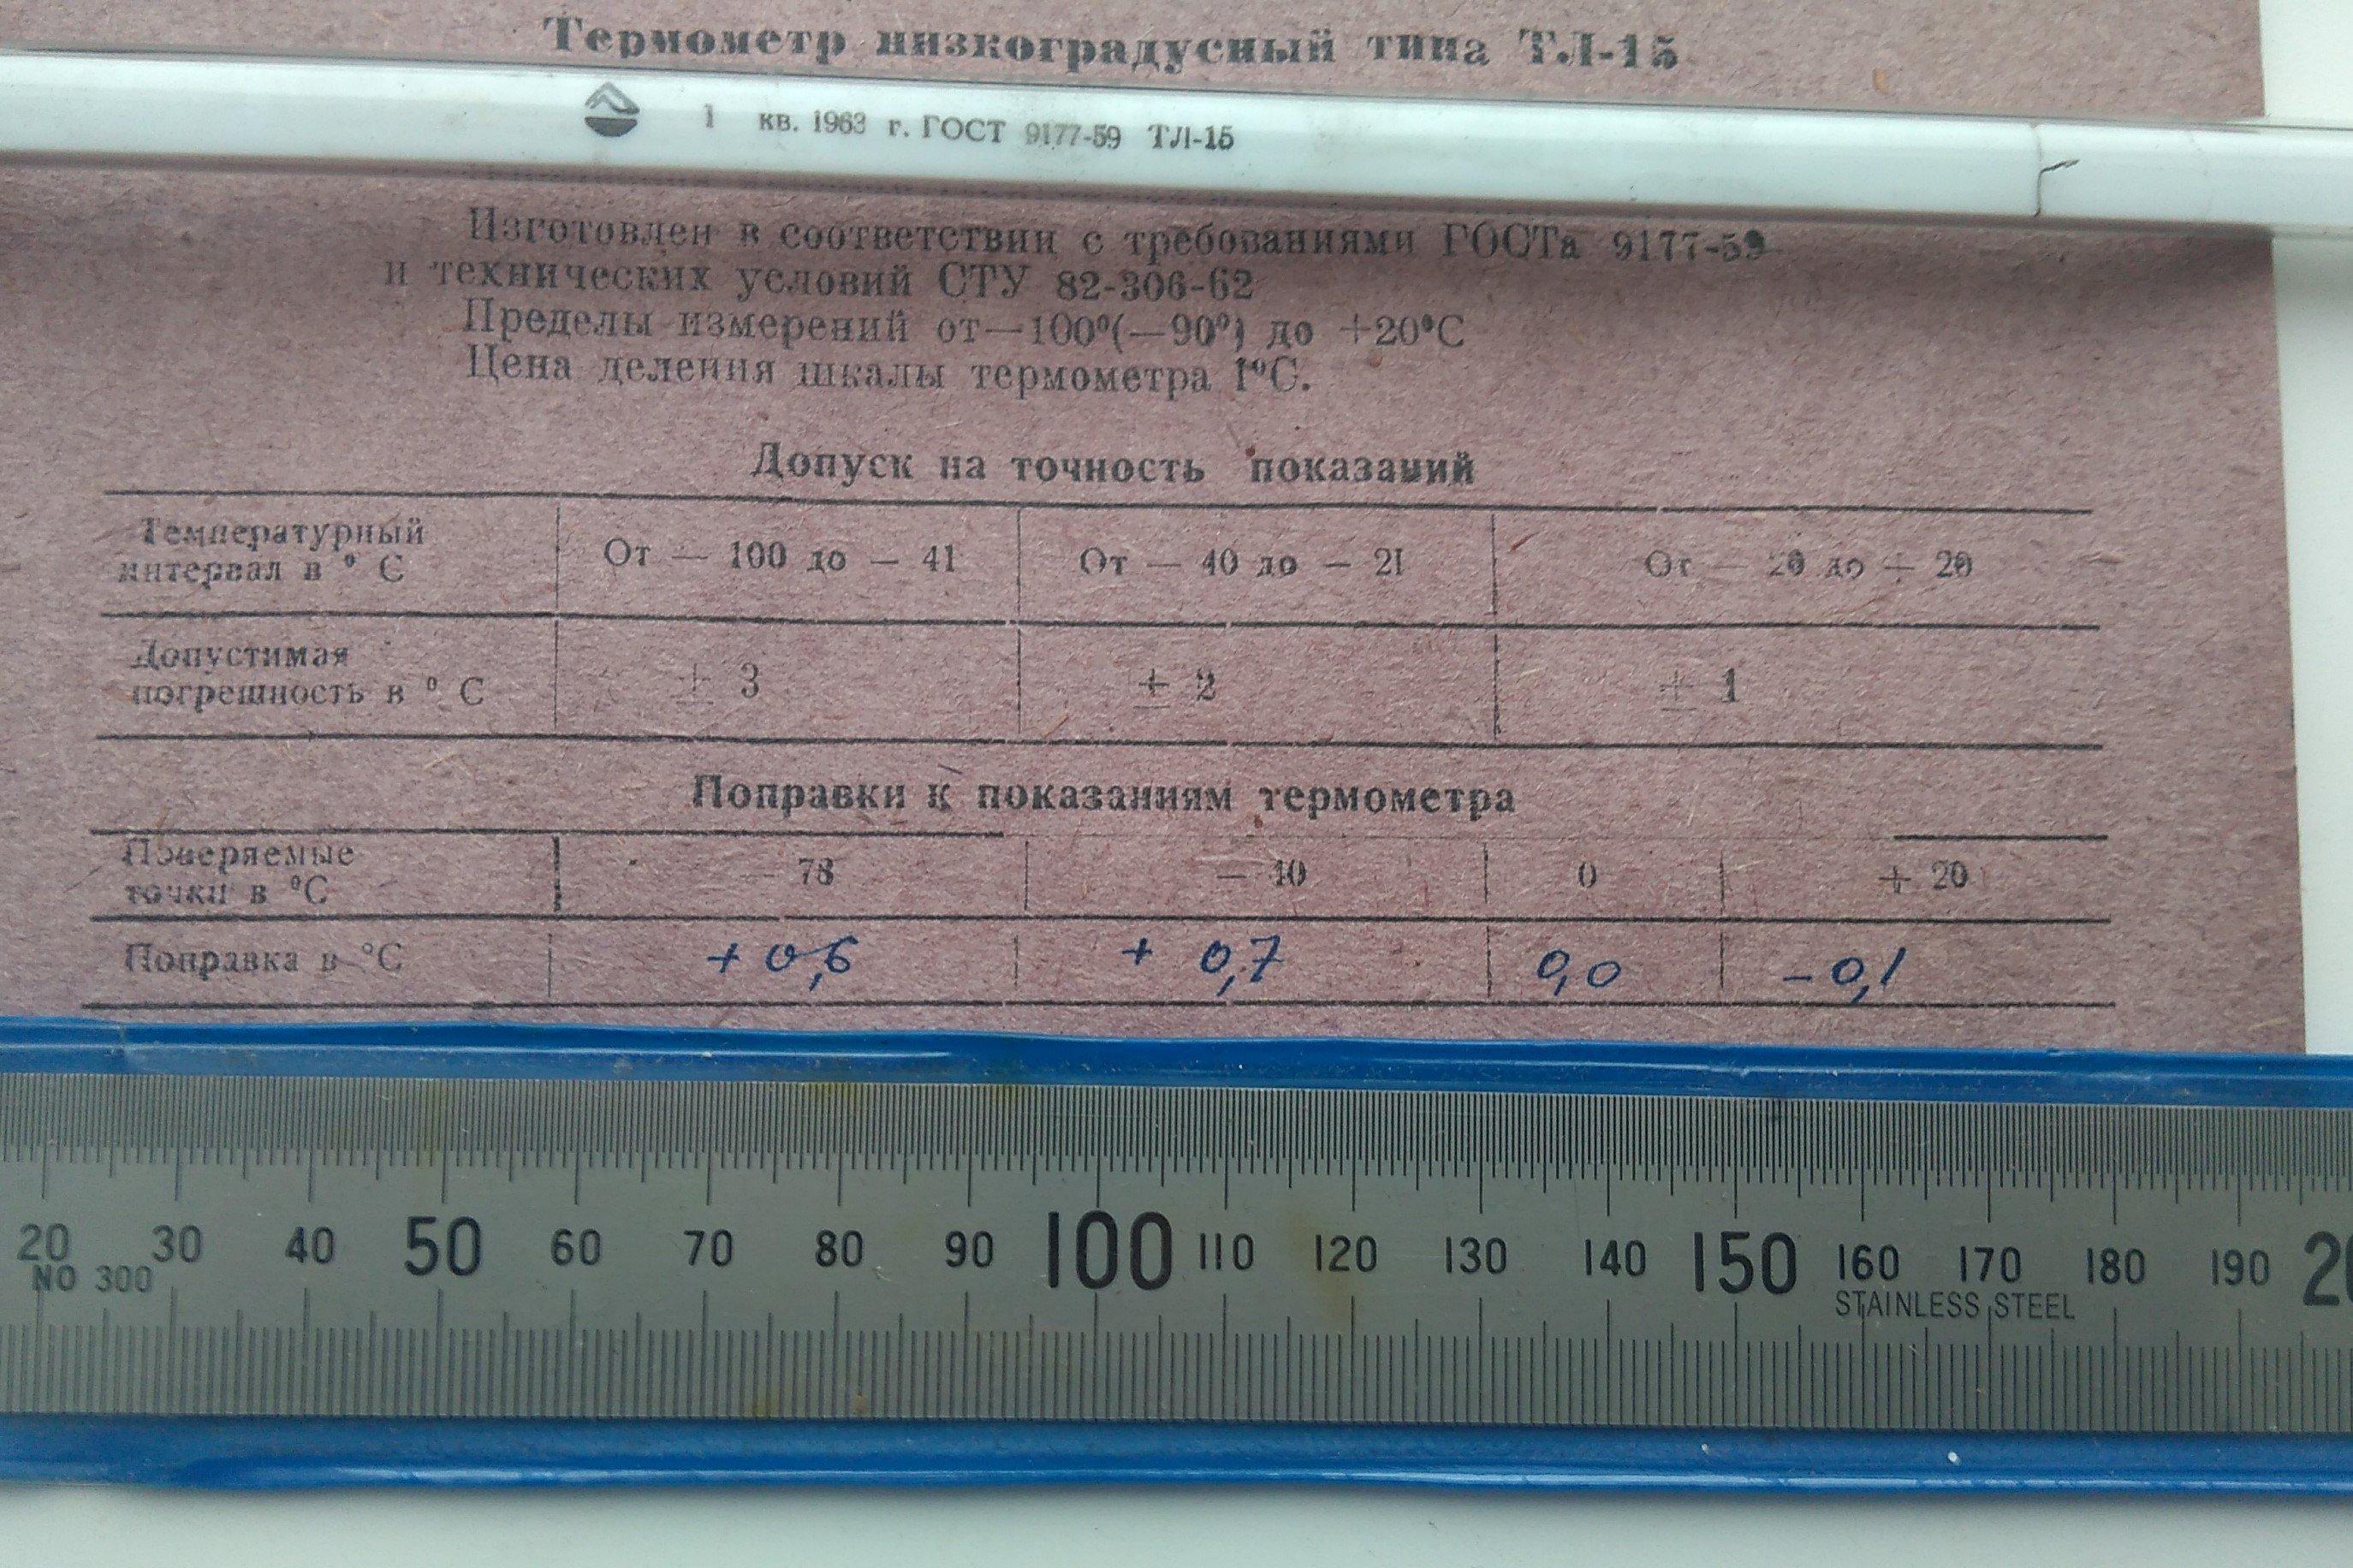 Термометр низкоградусный типа ТЛ-15
1 кв. 1963 г. ГОСТ 9177-59 ТЛ-15
Изготовлен в соответствии с требованиями ГОСТа 9177-59
и технических условий СТУ 82-306-62
Пределы измерений от—100°(—90°) до +20°С
Цена деления шкалы термометра 1°С.
Допуск на точность показаний
Температурный интервал в ° С
От — 100 до — 41
От — 40 до — 21
От — 20 до + 20
Допустимая погрешность в ° С
± 3
± 2
± 1
Поправки к показаниям термометра
Поверяемые точки в °С
— 78
— 40
0
+ 20
Поправка в °С
+ 0,6
+ 0,7
0,0
- 0,1
20 30 40 50 60 70 80 90 100 110 120 130 140 150 160 170 180 190 20
NO 300
STAINLESS STEEL